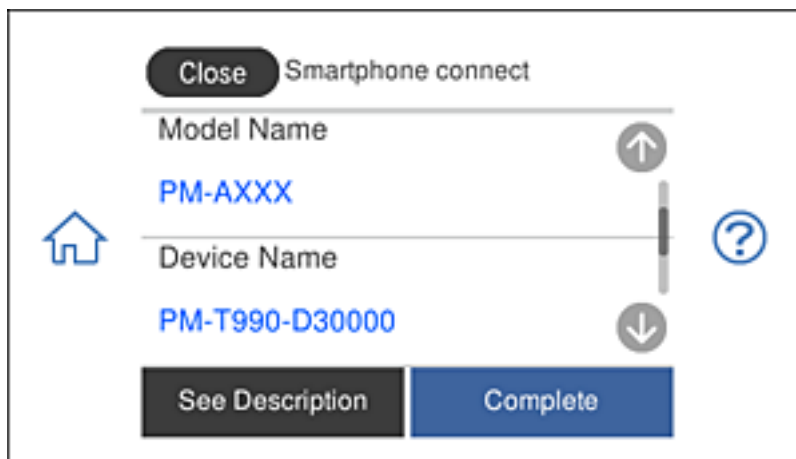 Close Smartphone connect
Model Name
PM-AXXX
Device Name
PM-T990-D30000
See Description Complete